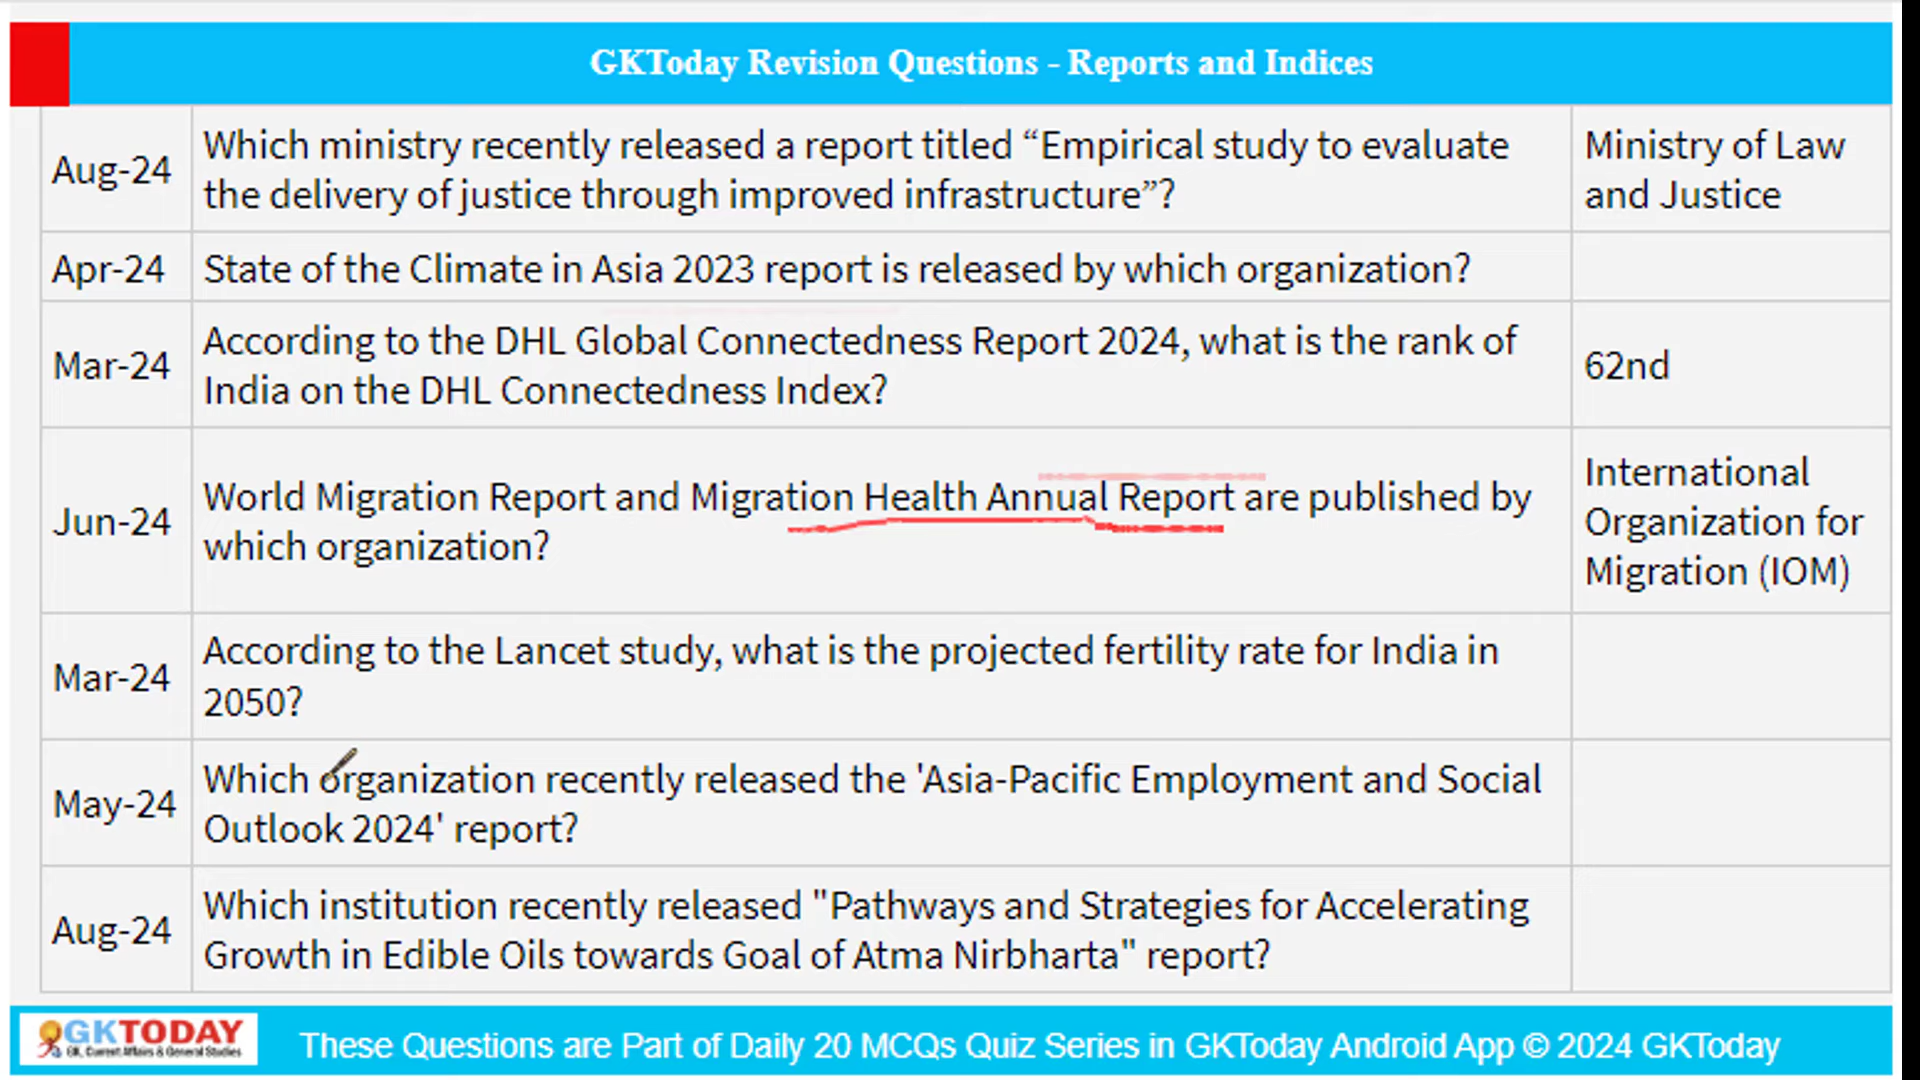 GKToday Revision Questions - Reports and Indices
Aug-24
Which ministry recently released a report titled “Empirical study to evaluate
the delivery of justice through improved infrastructure”?
Ministry of Law
and Justice
Apr-24
State of the Climate in Asia 2023 report is released by which organization?
Mar-24
According to the DHL Global Connectedness Report 2024, what is the rank of
India on the DHL Connectedness Index?
62nd
Jun-24
World Migration Report and Migration Health Annual Report are published by
which organization?
International
Organization for
Migration (IOM)
Mar-24
According to the Lancet study, what is the projected fertility rate for India in
2050?
May-24
Which organization recently released the 'Asia-Pacific Employment and Social
Outlook 2024' report?
Aug-24
Which institution recently released "Pathways and Strategies for Accelerating
Growth in Edible Oils towards Goal of Atma Nirbharta" report?
GKTODAY
GK, Current Affairs & General Studies
These Questions are Part of Daily 20 MCQs Quiz Series in GKToday Android App © 2024 GKToday